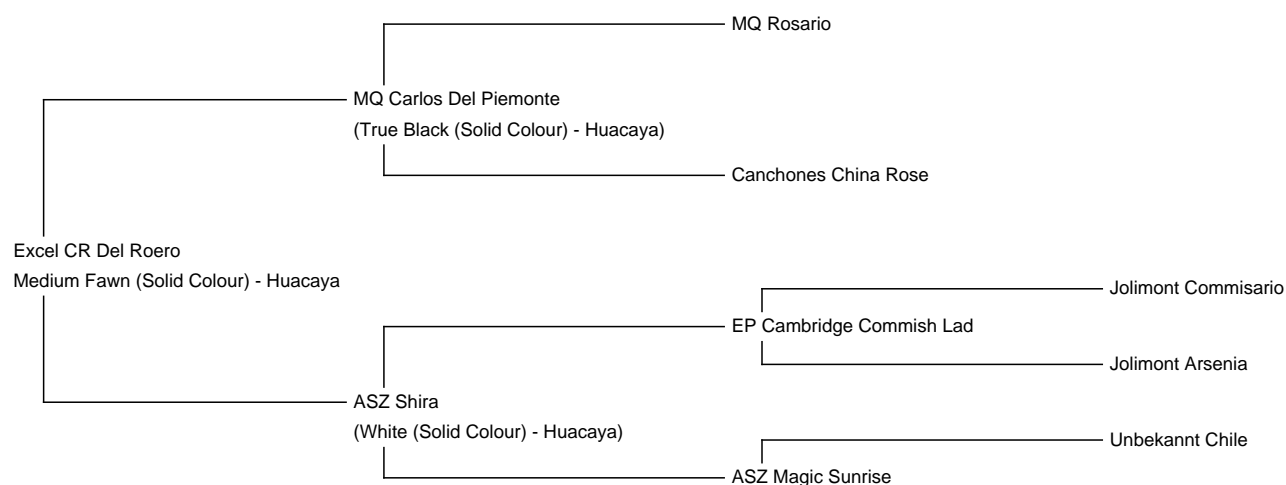 MQ Rosario
MQ Carlos Del Piemonte
(True Black (Solid Colour) - Huacaya)
Canchones China Rose
Excel CR Del Roero
Medium Fawn (Solid Colour) - Huacaya
Jolimont Commisario
EP Cambridge Commish Lad
Jolimont Arsenia
ASZ Shira
(White (Solid Colour) - Huacaya)
Unbekannt Chile
ASZ Magic Sunrise